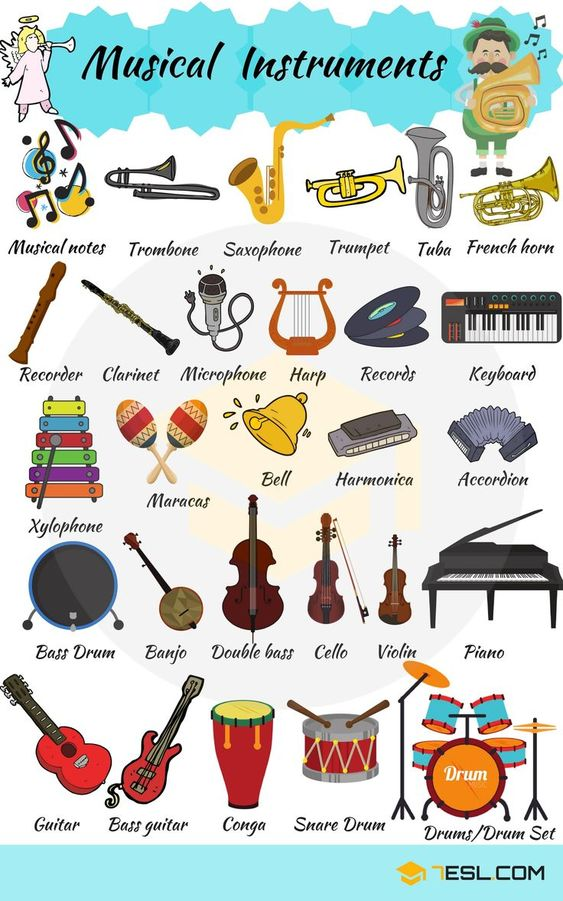 Musical Instruments
Musical notes Trombone Saxophone Trumpet Tuba French horn
Recorder Clarinet Microphone Harp Records Keyboard
Xylophone Maracas Bell Harmonica Accordion
Bass Drum Banjo Double bass Cello Violin Piano
Drum
Guitar Bass guitar Conga Snare Drum Drums/Drum Set
7ESL.COM